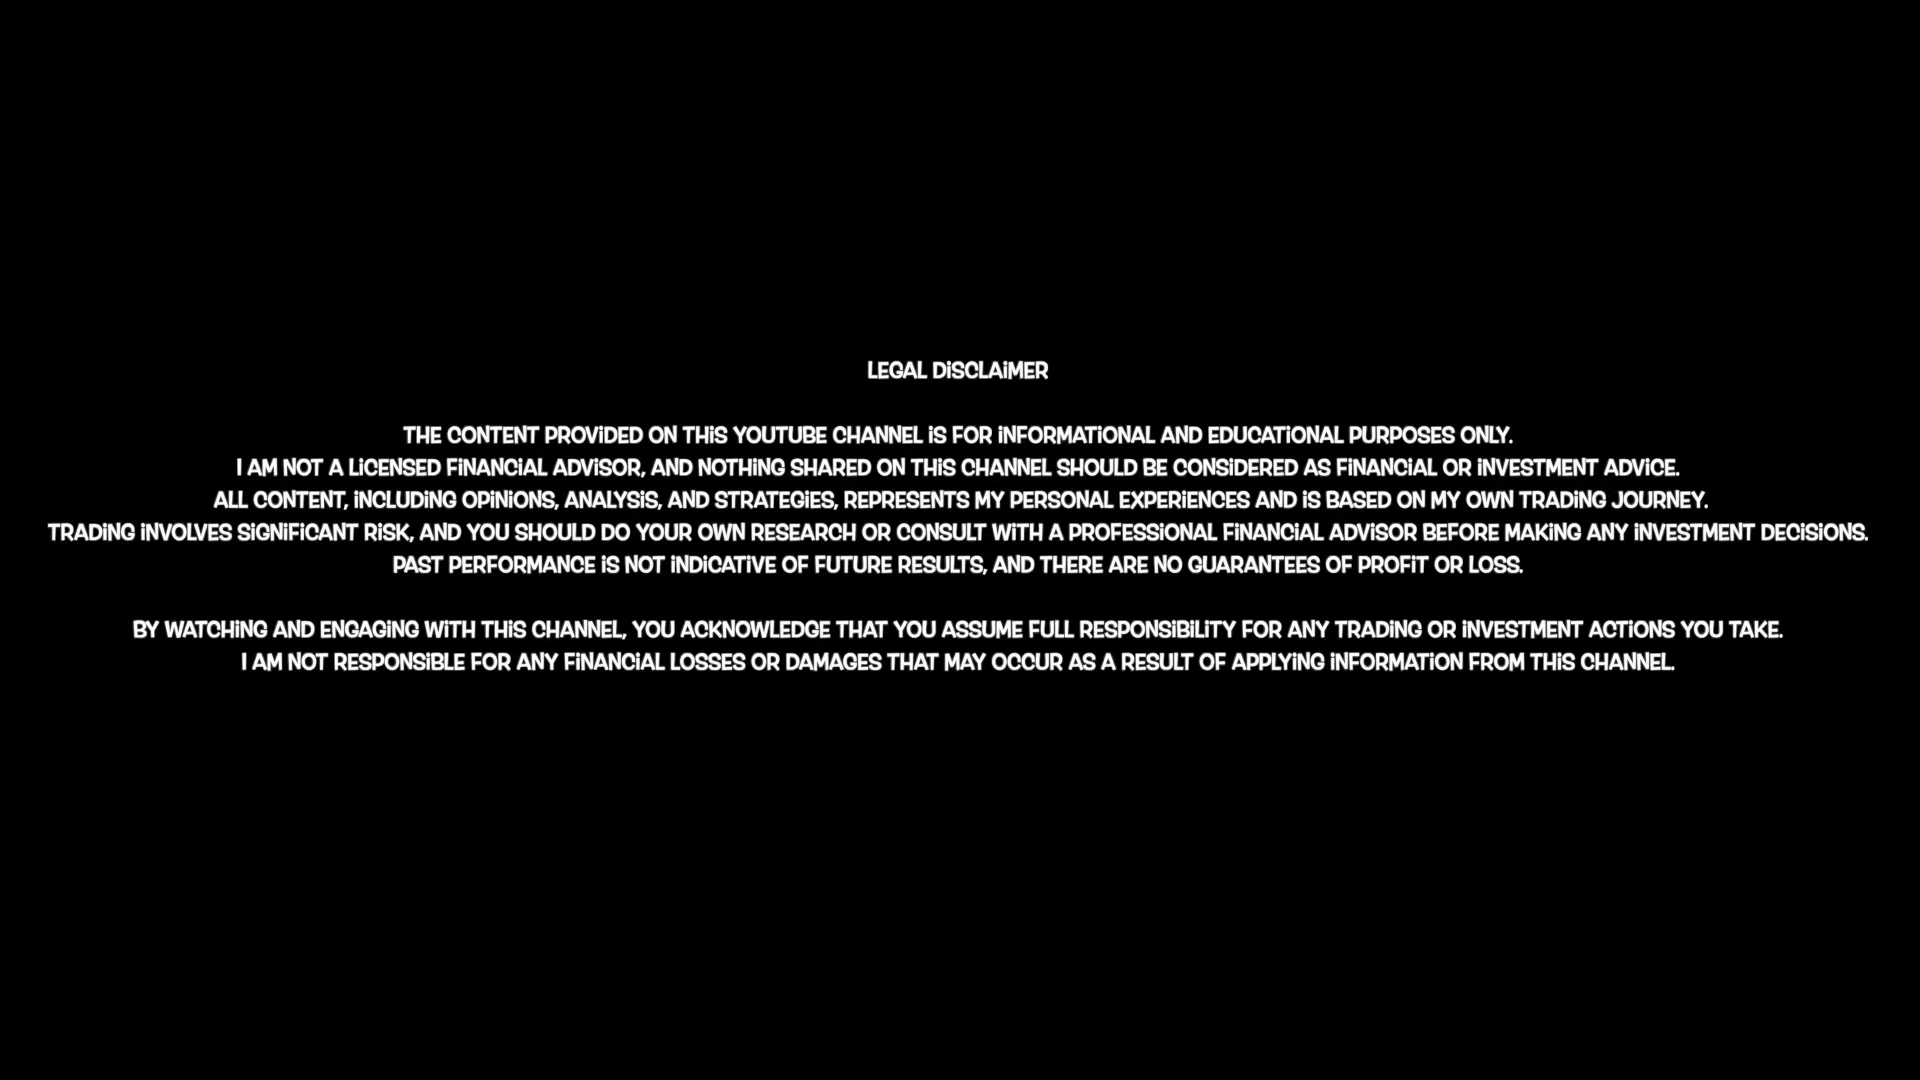 LEGAL DISCLAIMER
THE CONTENT PROVIDED ON THIS YOUTUBE CHANNEL IS FOR INFORMATIONAL AND EDUCATIONAL PURPOSES ONLY.
I AM NOT A LICENSED FINANCIAL ADVISOR, AND NOTHING SHARED ON THIS CHANNEL SHOULD BE CONSIDERED AS FINANCIAL OR INVESTMENT ADVICE.
ALL CONTENT, INCLUDING OPINIONS, ANALYSIS, AND STRATEGIES, REPRESENTS MY PERSONAL EXPERIENCES AND IS BASED ON MY OWN TRADING JOURNEY.
TRADING INVOLVES SIGNIFICANT RISK, AND YOU SHOULD DO YOUR OWN RESEARCH OR CONSULT WITH A PROFESSIONAL FINANCIAL ADVISOR BEFORE MAKING ANY INVESTMENT DECISIONS.
PAST PERFORMANCE IS NOT INDICATIVE OF FUTURE RESULTS, AND THERE ARE NO GUARANTEES OF PROFIT OR LOSS.
BY WATCHING AND ENGAGING WITH THIS CHANNEL, YOU ACKNOWLEDGE THAT YOU ASSUME FULL RESPONSIBILITY FOR ANY TRADING OR INVESTMENT ACTIONS YOU TAKE.
I AM NOT RESPONSIBLE FOR ANY FINANCIAL LOSSES OR DAMAGES THAT MAY OCCUR AS A RESULT OF APPLYING INFORMATION FROM THIS CHANNEL.